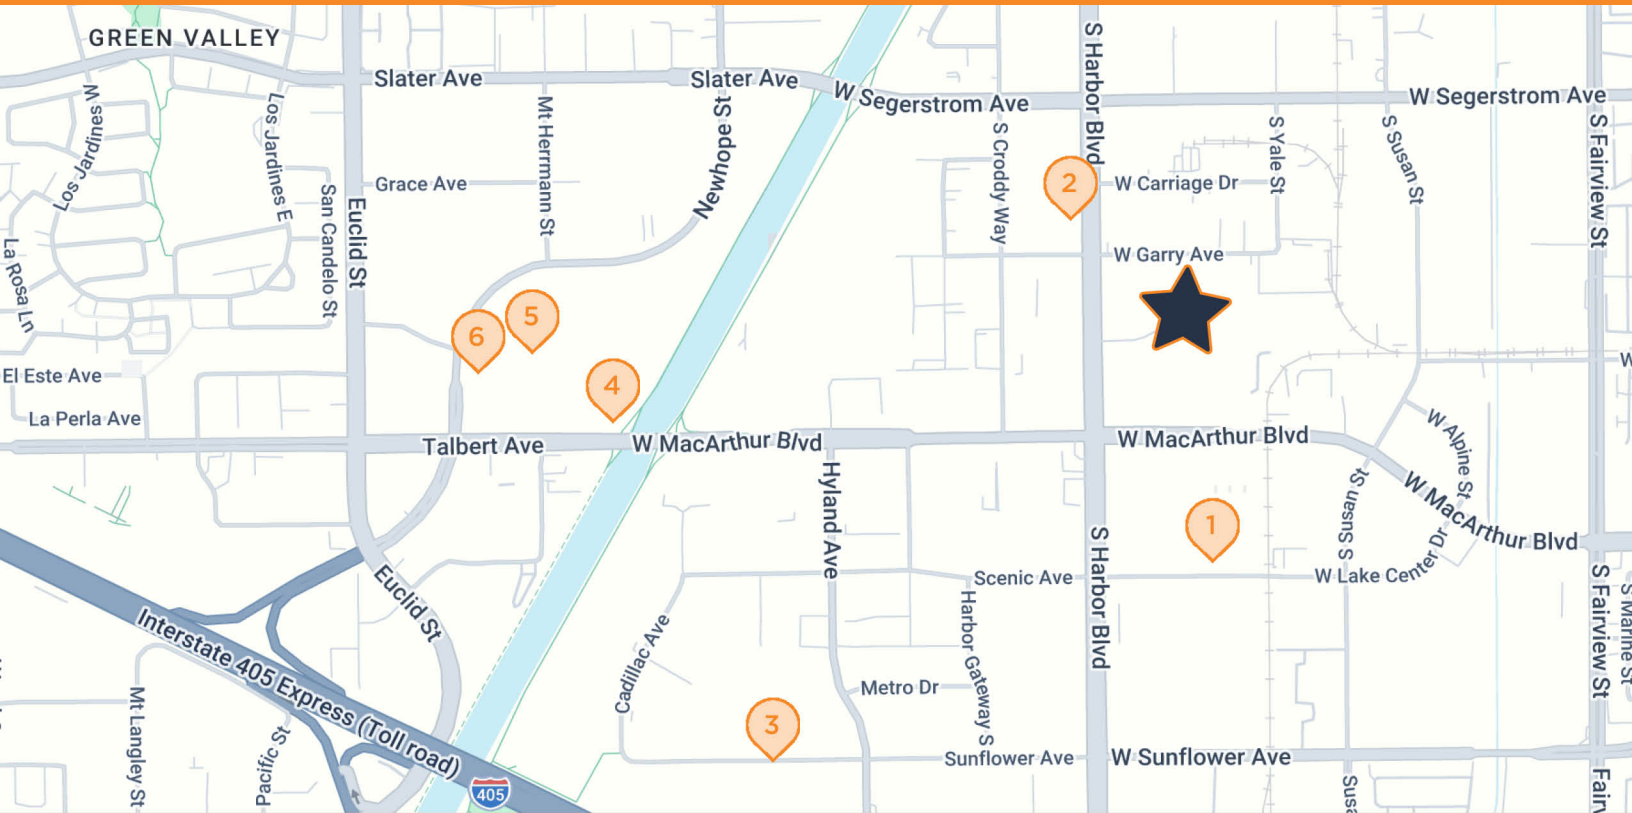 GREEN VALLEY
Slater Ave
Slater Ave
W Segerstrom Ave
W Segerstrom Ave
S Harbor Blvd
Los Jardines W
Los Jardines E
Mt Herrmann St
Newhope St
S Croddy Way
S Yale St
S Susan St
S Fairview St
2
W Carriage Dr
Grace Ave
San Candelo St
Euclid St
La Rosa Ln
W Garry Ave
5
6
4
El Este Ave
La Perla Ave
W
Talbert Ave
W MacArthur Blvd
W MacArthur Blvd
W Alpine St
W MacArthur Blvd
Hyland Ave
S Susan St
1
S Harbor Blvd
Scenic Ave
W Lake Center Dr
Euclid St
S Fairview St
S Marine St
Interstate 405 Express (Toll road)
Cadillac Ave
Harbor Gateway S
Metro Dr
Mt Langley St
Pacific St
3
Sunflower Ave
W Sunflower Ave
405
Susa
Fairv